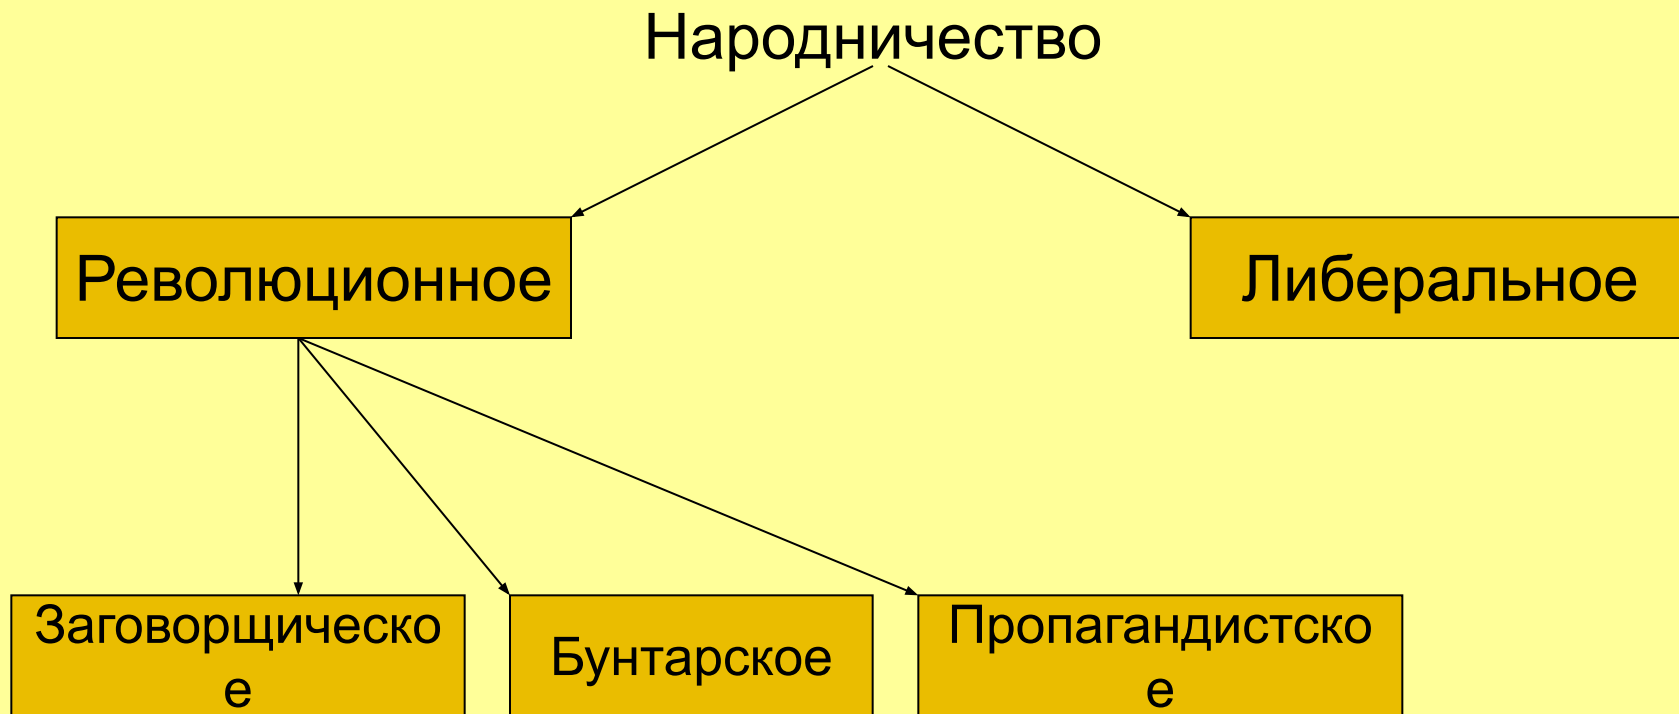 Народничество
Революционное
Либеральное
Заговорщическо
е
Бунтарское
Пропагандистско
е